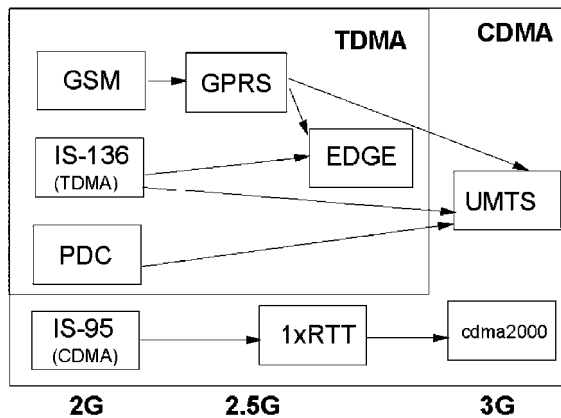 TDMA CDMA
GSM GPRS
IS-136
(TDMA)
EDGE
UMTS
PDC
IS-95
(CDMA)
1xRTT
cdma2000
2G 2.5G 3G